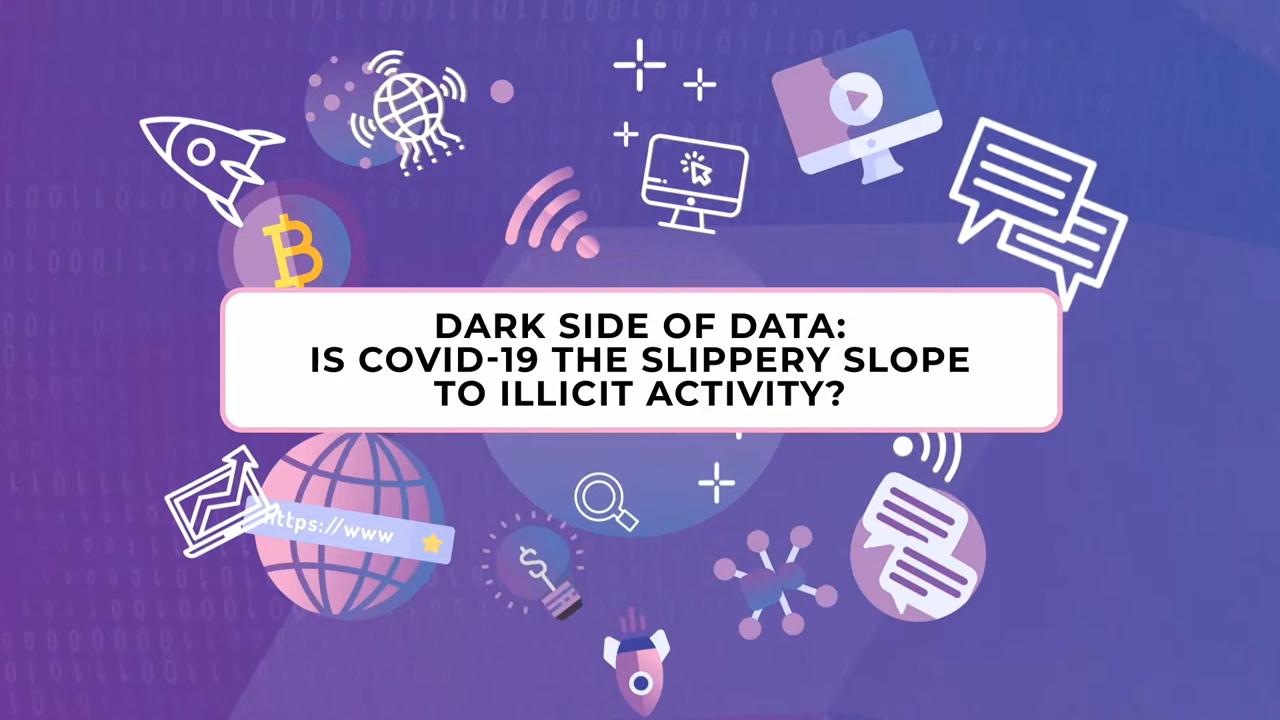 DARK SIDE OF DATA:
IS COVID-19 THE SLIPPERY SLOPE
TO ILLICIT ACTIVITY?
https://www